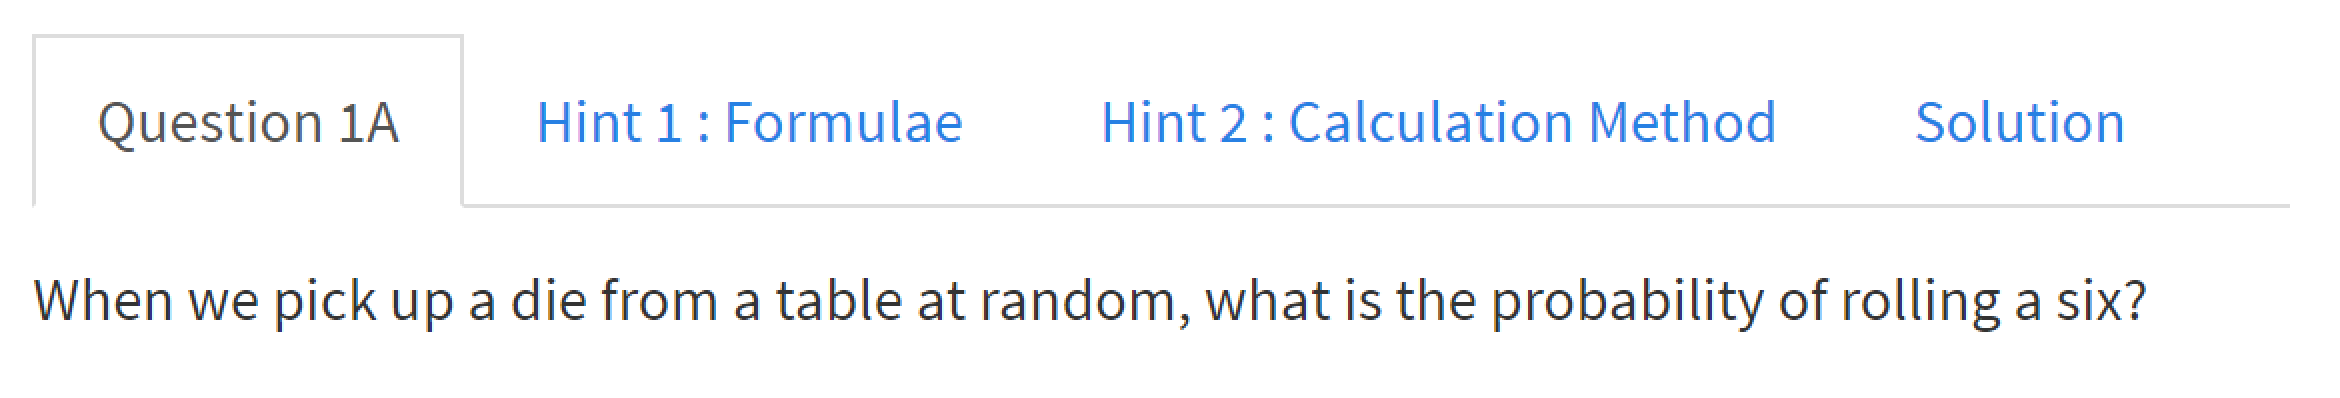 Question 1A Hint 1 : Formulae Hint 2 : Calculation Method Solution
When we pick up a die from a table at random, what is the probability of rolling a six?